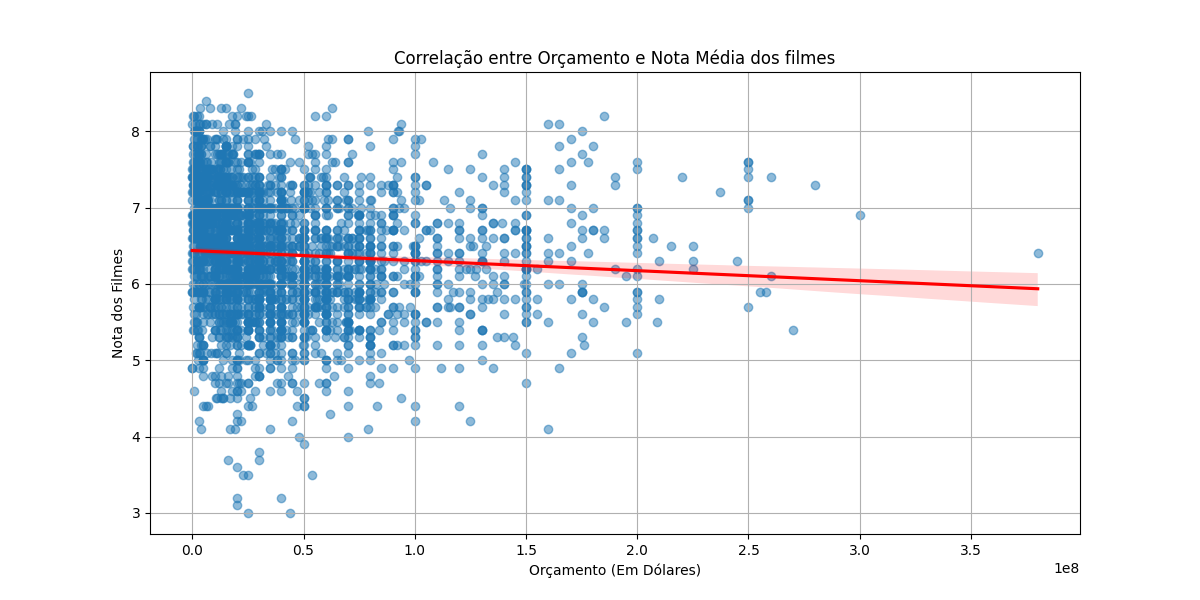 Correlação entre Orçamento e Nota Média dos filmes
Nota dos Filmes
8
7
6
5
4
3
0.0 0.5 1.0 1.5 2.0 2.5 3.0 3.5
1e8
Orçamento (Em Dólares)